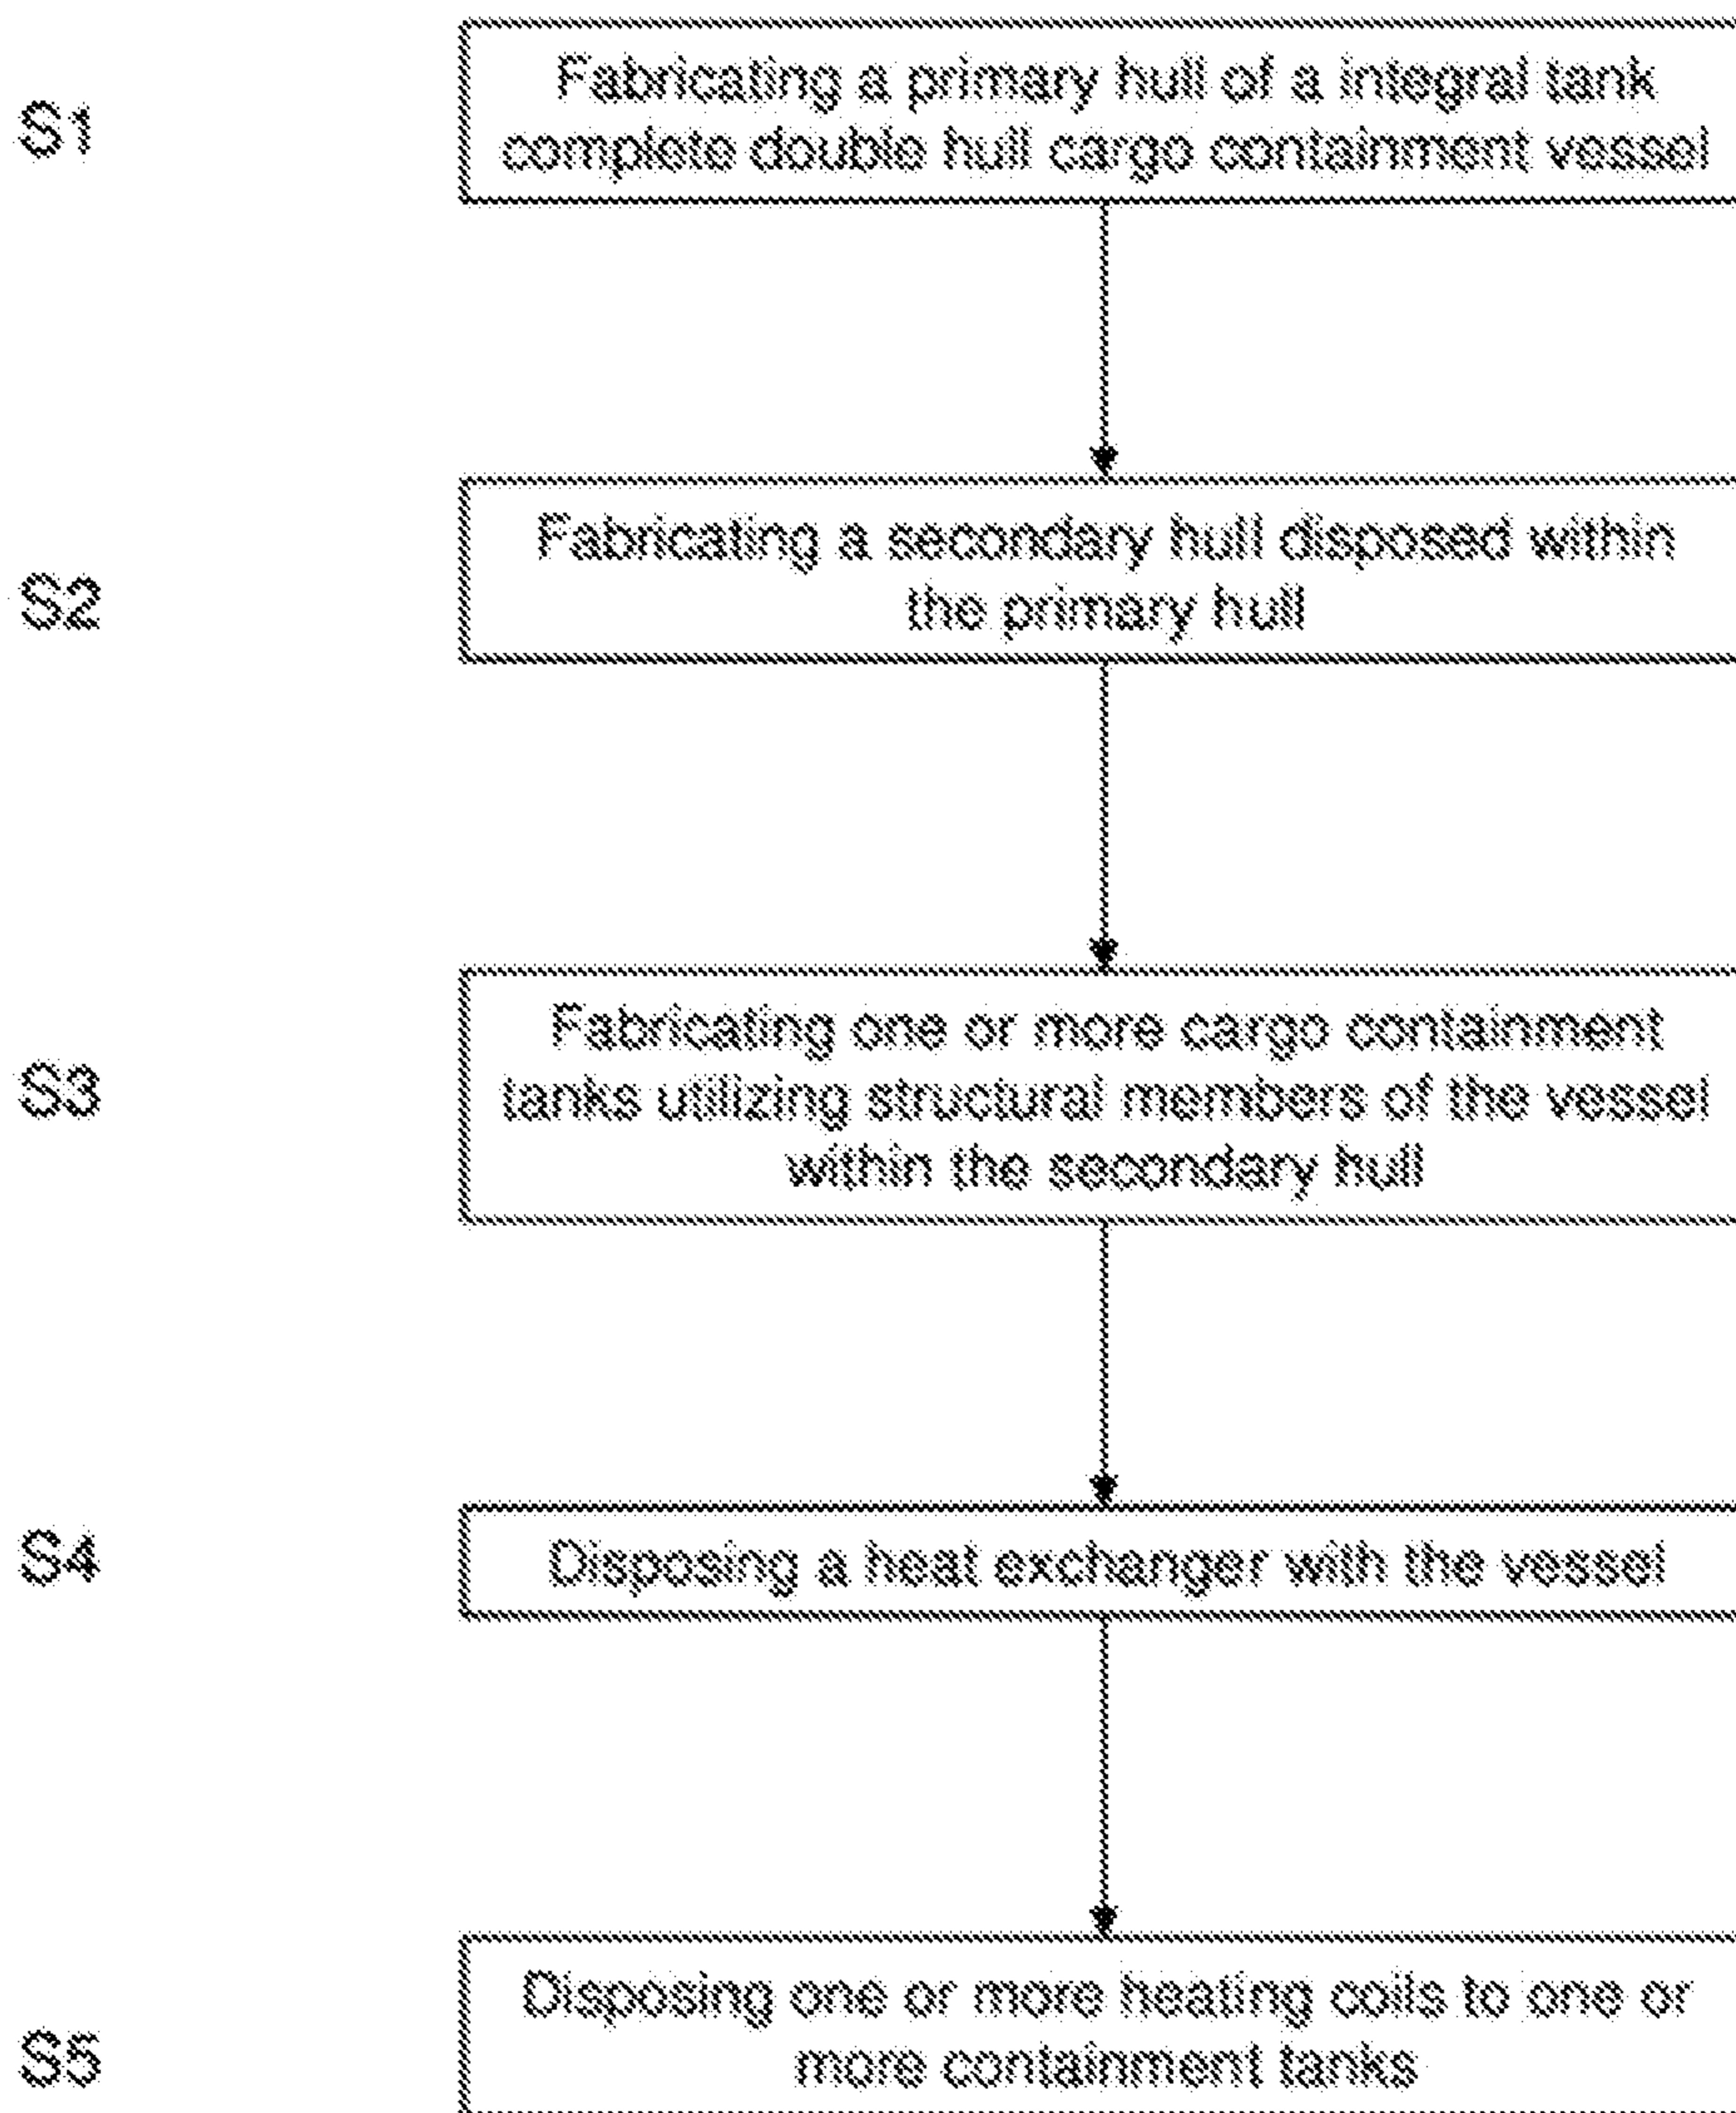 S1
Fabricating a primary hull of a integral tank
complete double hull cargo containment vessel
S2
Fabricating a secondary hull disposed within
the primary hull
S3
Fabricating one or more cargo containment
tanks utilizing structural members of the vessel
within the secondary hull
S4
Disposing a heat exchanger with the vessel
S5
Disposing one or more heating coils to one or
more containment tanks